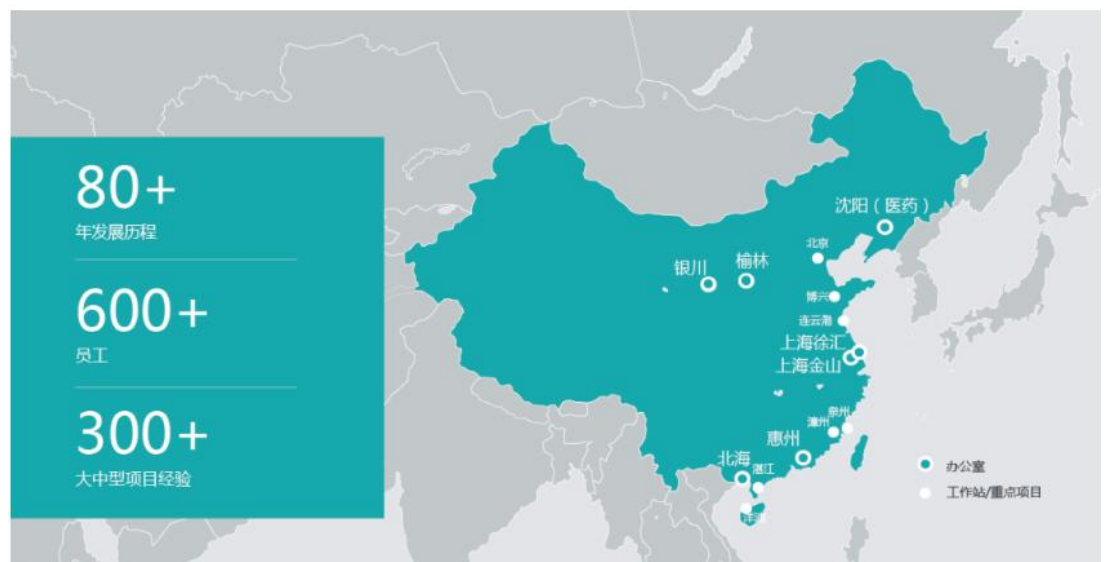 80+
年发展历程
600+
员工
300+
大中型项目经验
沈阳（医药）
北京
银川
榆林
博兴
连云港
上海徐汇
上海金山
泉州
漳州
惠州
北海
湛江
洋浦
办公室
工作站/重点项目